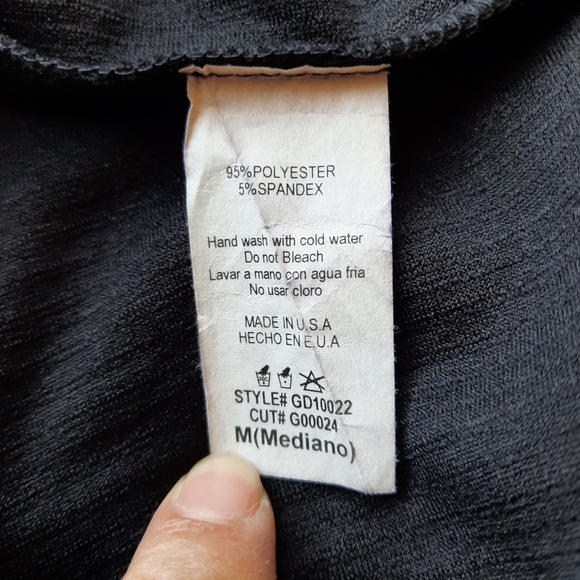 95%POLYESTER
5%SPANDEX
Hand wash with cold water
Do not Bleach
Lavar a mano con agua fria
No usar cloro
MADE IN U.S.A
HECHO EN E.U.A
STYLE# GD10022
CUT# G00024
M(Mediano)